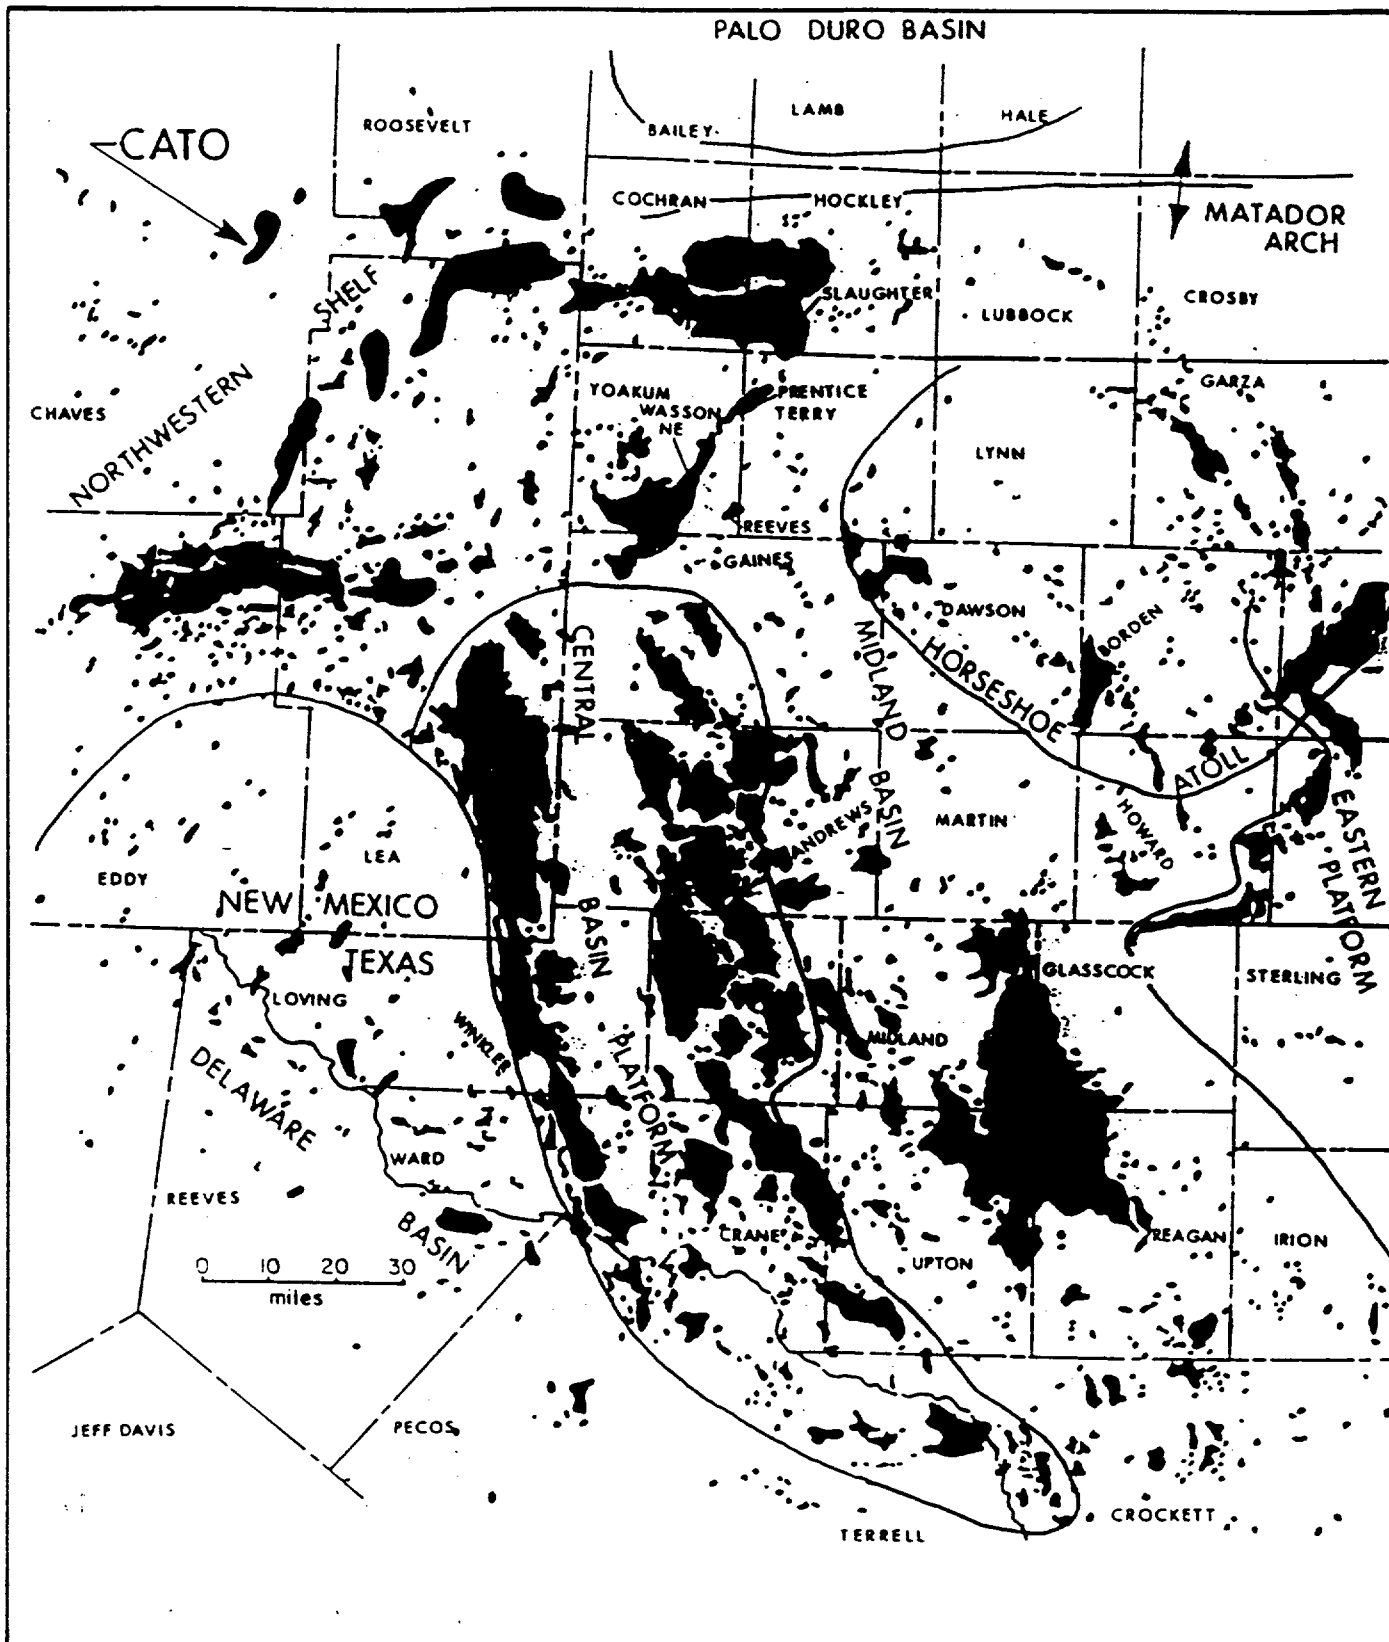 PALO DURO BASIN
LAMB
HALE
ROOSEVELT
BAILEY
CATO
COCHRAN
HOCKLEY
MATADOR
ARCH
SHELF
SLAUGHTER
LUBBOCK
CROSBY
NORTHWESTERN
CHAVES
YOAKUM
WASSON
NE
PRENTICE
TERRY
GARZA
LYNN
REEVES
GAINES
DAWSON
BORDEN
CENTRAL
BASIN
PLATFORM
MIDLAND
BASIN
HORSESHOE
ATOLL
EASTERN
PLATFORM
ANDREWS
MARTIN
HOWARD
EDDY
LEA
NEW MEXICO
TEXAS
LOVING
WINKLER
MIDLAND
GLASSCOCK
STERLING
DELAWARE
BASIN
WARD
REEVES
CRANE
UPTON
REAGAN
IRION
0 10 20 30
miles
JEFF DAVIS
PECOS
TERRELL
CROCKETT